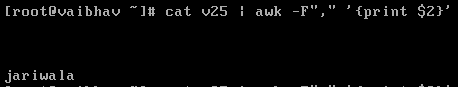 [root@vaibhav ~]# cat v25 | awk -F"," '{print $2}'
jariwala